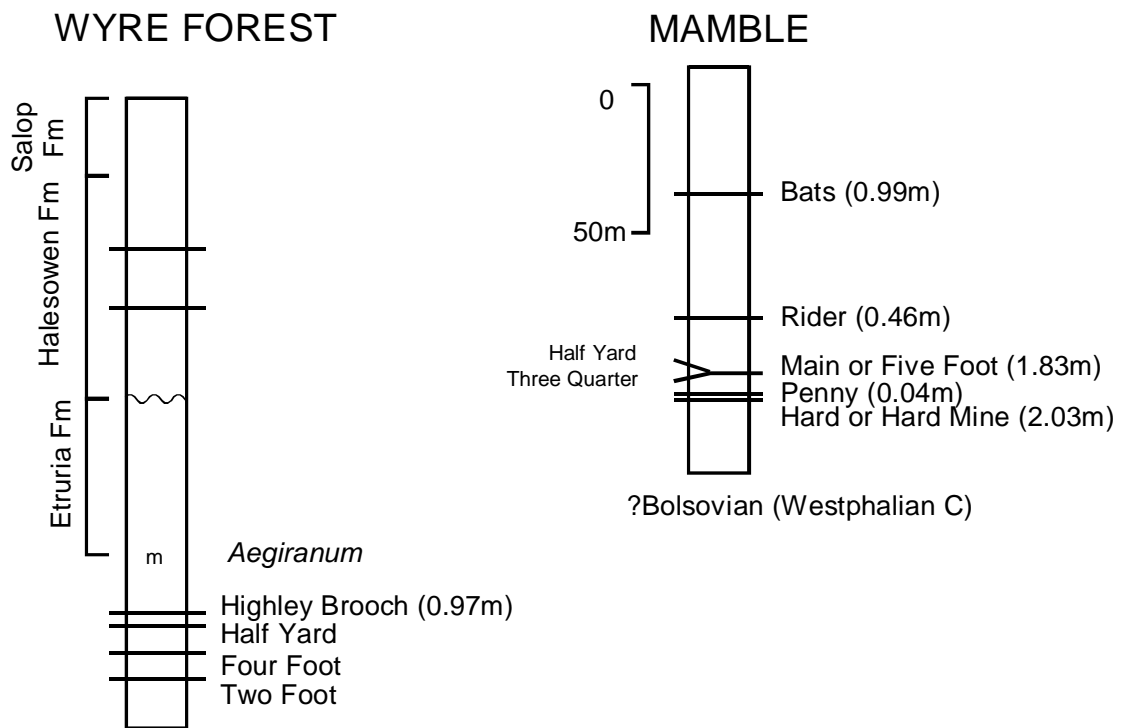 WYRE FOREST
Salop
Fm
Halesowen Fm
Etruria Fm
m
Aegiranum
Highley Brooch (0.97m)
Half Yard
Four Foot
Two Foot
MAMBLE
0
50m
Bats (0.99m)
Rider (0.46m)
Half Yard
Three Quarter
Main or Five Foot (1.83m)
Penny (0.04m)
Hard or Hard Mine (2.03m)
?Bolsovian (Westphalian C)